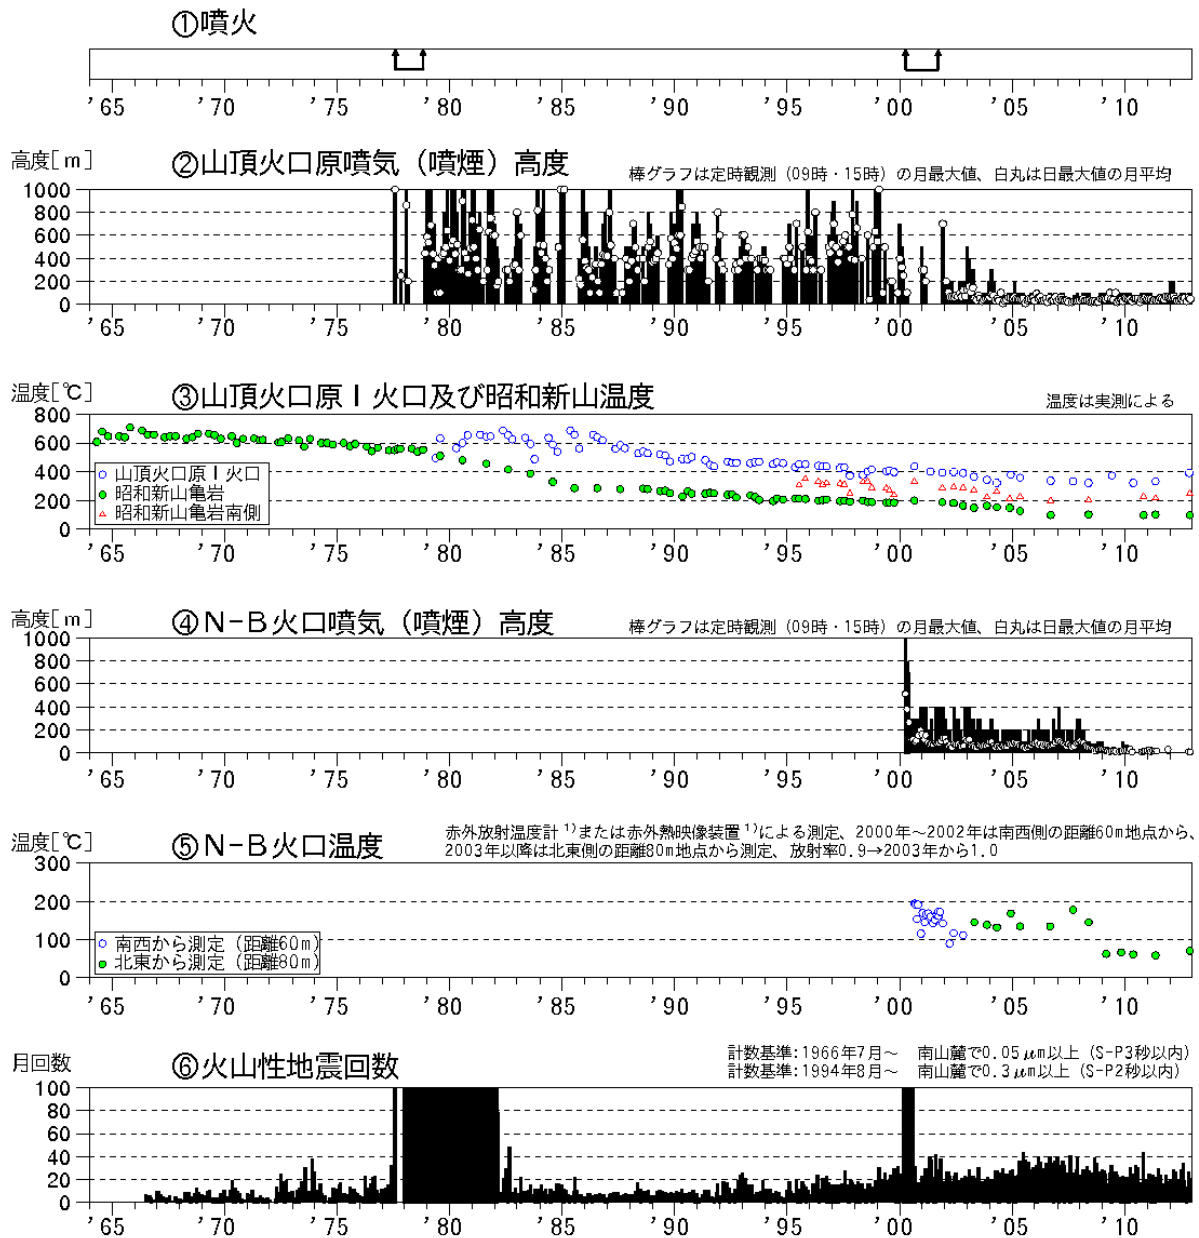 ①噴火
'65 '70 '75 '80 '85 '90 '95 '00 '05 '10
高度[m]
②山頂火口原噴気（噴煙）高度
棒グラフは定時観測（09時・15時）の月最大値、白丸は日最大値の月平均
1000
800
600
400
200
0
'65 '70 '75 '80 '85 '90 '95 '00 '05 '10
温度[℃]
③山頂火口原Ⅰ火口及び昭和新山温度
温度は実測による
800
600
400
200
0
山頂火口原Ⅰ火口
昭和新山亀岩
昭和新山亀岩南側
'65 '70 '75 '80 '85 '90 '95 '00 '05 '10
高度[m]
④N-B火口噴気（噴煙）高度
棒グラフは定時観測（09時・15時）の月最大値、白丸は日最大値の月平均
1000
800
600
400
200
0
'65 '70 '75 '80 '85 '90 '95 '00 '05 '10
温度[℃]
⑤N-B火口温度
赤外放射温度計1)または赤外熱映像装置1)による測定、2000年～2002年は南西側の距離60m地点から、
2003年以降は北東側の距離80m地点から測定、放射率0.9→2003年から1.0
300
200
100
0
南西から測定（距離60m）
北東から測定（距離80m）
'65 '70 '75 '80 '85 '90 '95 '00 '05 '10
月回数
⑥火山性地震回数
計数基準:1966年7月～ 南山麓で0.05μm以上（S-P3秒以内）
計数基準:1994年8月～ 南山麓で0.3μm以上（S-P2秒以内）
100
80
60
40
20
0
'65 '70 '75 '80 '85 '90 '95 '00 '05 '10